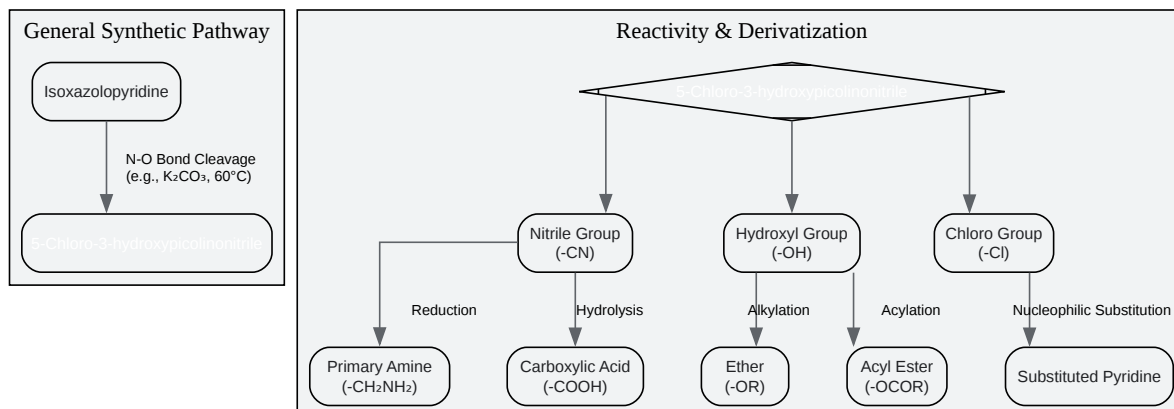 General Synthetic Pathway
Isoxazolopyridine
N-O Bond Cleavage
(e.g., K₂CO₃, 60°C)
5-Chloro-3-hydroxypicolinonitrile
Reactivity & Derivatization
5-Chloro-3-hydroxypicolinonitrile
Nitrile Group
(-CN)
Hydroxyl Group
(-OH)
Chloro Group
(-Cl)
Reduction
Hydrolysis
Alkylation
Acylation
Nucleophilic Substitution
Primary Amine
(-CH₂NH₂)
Carboxylic Acid
(-COOH)
Ether
(-OR)
Acyl Ester
(-OCOR)
Substituted Pyridine